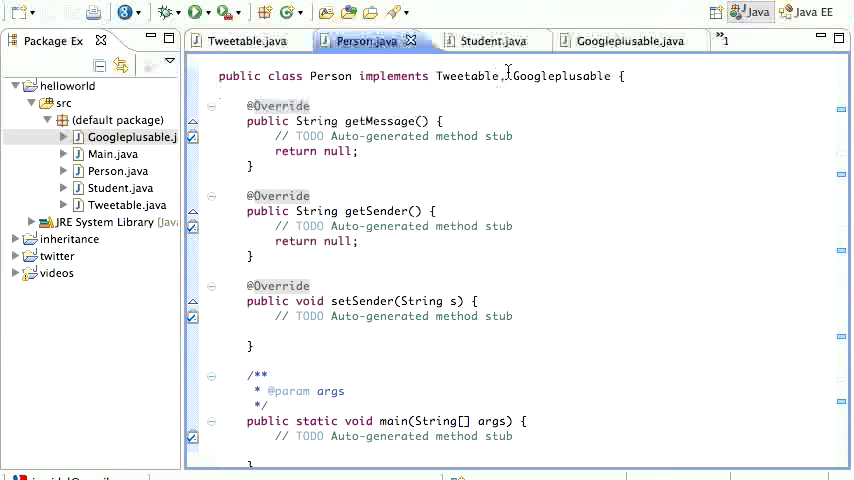 Java
Java EE
Package Ex
Tweetable.java
Person.java
Student.java
Googleplusable.java
1
helloworld
src
(default package)
Googleplusable.j
Main.java
Person.java
Student.java
Tweetable.java
JRE System Library [Java
inheritance
twitter
videos
public class Person implements Tweetable, Googleplusable {
@Override
public String getMessage() {
// TODO Auto-generated method stub
return null;
}
@Override
public String getSender() {
// TODO Auto-generated method stub
return null;
}
@Override
public void setSender(String s) {
// TODO Auto-generated method stub
}
/**
* @param args
*/
public static void main(String[] args) {
// TODO Auto-generated method stub
}